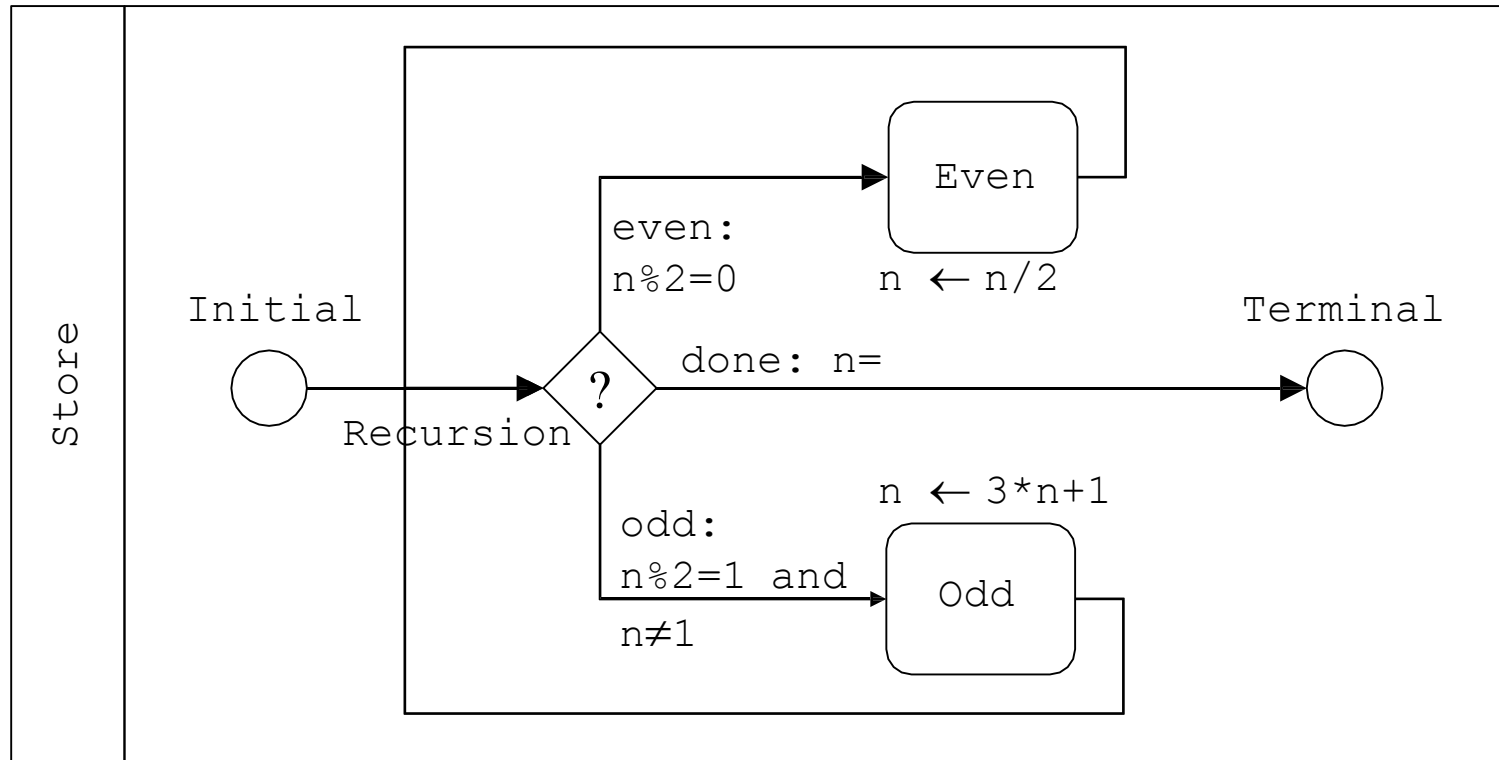 Store
Initial
Recursion
?
even:
n%2=0
Even
n ← n/2
done: n=
Terminal
n ← 3*n+1
odd:
n%2=1 and
n≠1
Odd